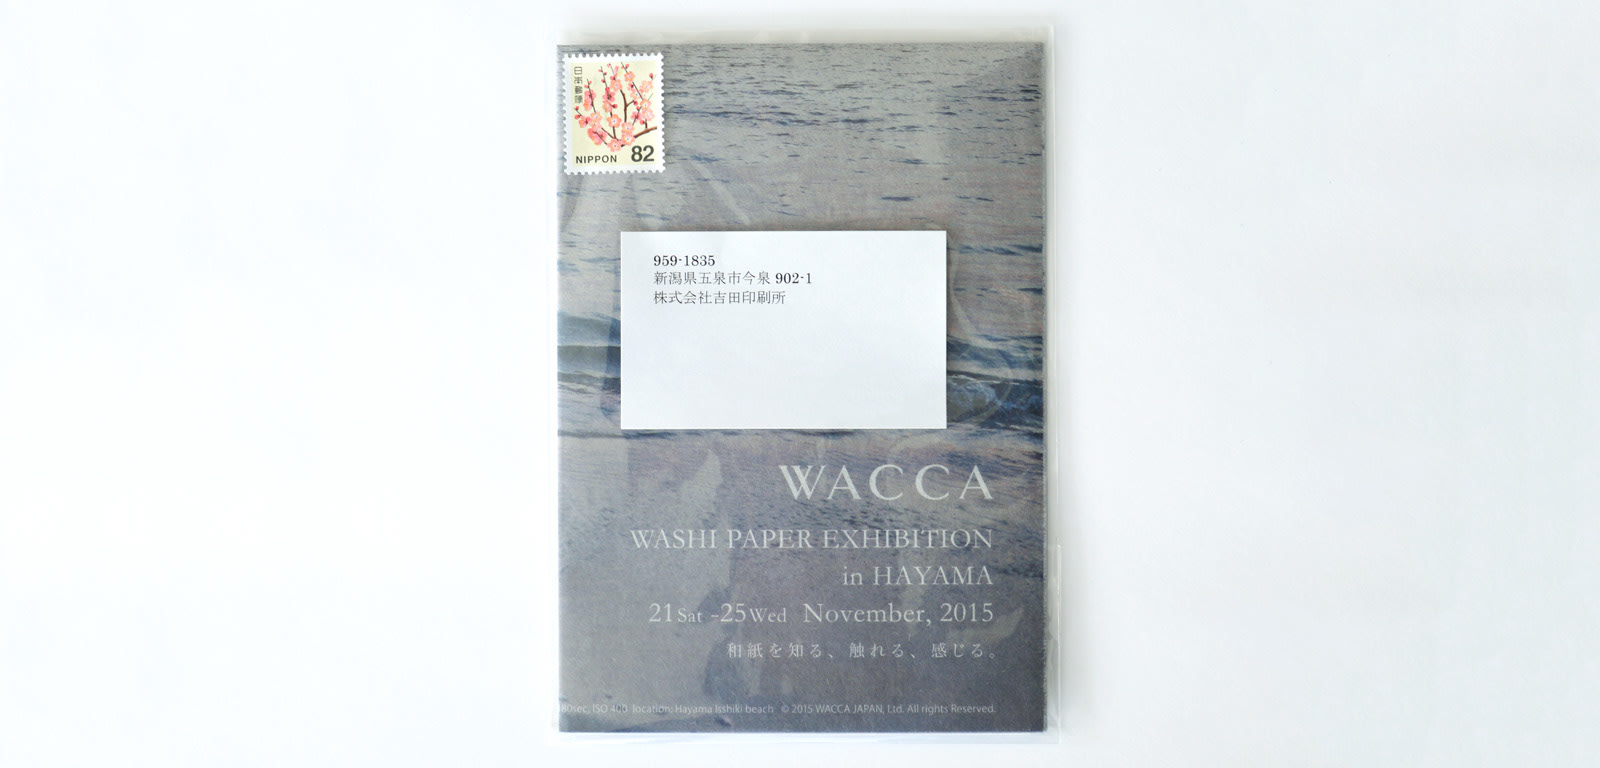 日本郵便
NIPPON 82
959-1835
新潟県五泉市今泉 902-1
株式会社吉田印刷所
WACCA
WASHI PAPER EXHIBITION
in HAYAMA
21Sat -25Wed November, 2015
和紙を知る、触れる、感じる。
80sec, ISO 400 location: Hayama Isshiki beach © 2015 WACCA JAPAN, Ltd. All rights Reserved.